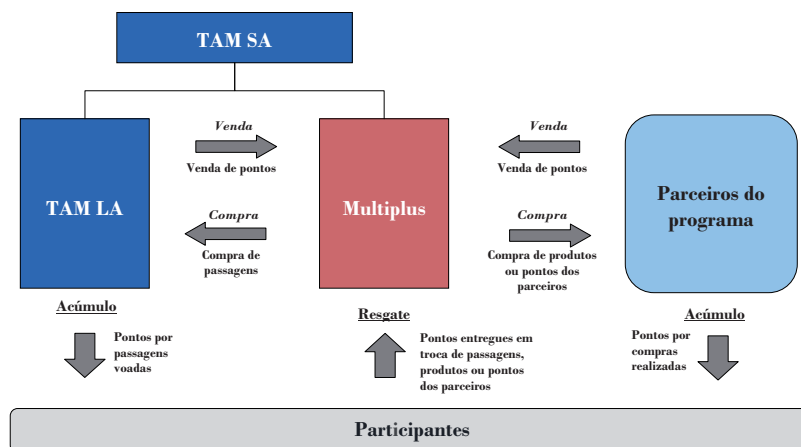 TAM SA
TAM LA
Venda
Venda de pontos
Compra
Compra de
passagens
Multiplus
Venda
Venda de pontos
Compra
Compra de produtos
ou pontos dos
parceiros
Parceiros do
programa
Acúmulo
Pontos por
passagens
voadas
Resgate
Pontos entregues em
troca de passagens,
produtos ou pontos
dos parceiros
Acúmulo
Pontos por
compras
realizadas
Participantes